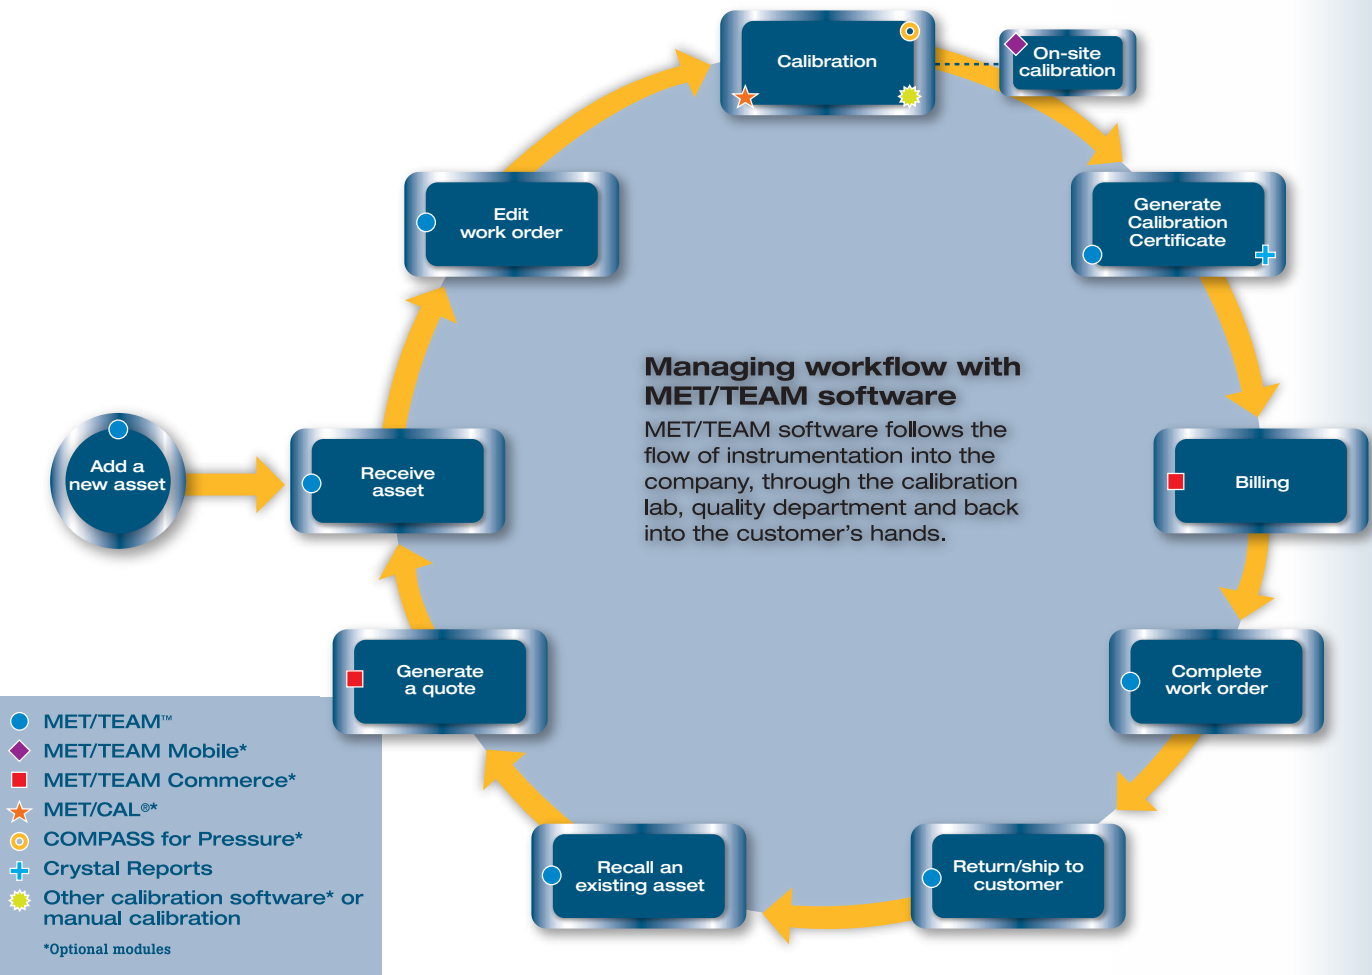 Calibration
On-site
calibration
Edit
work order
Generate
Calibration
Certificate
Managing workflow with
MET/TEAM software
MET/TEAM software follows the
flow of instrumentation into the
company, through the calibration
lab, quality department and back
into the customer’s hands.
Add a
new asset
Receive
asset
Billing
Generate
a quote
Complete
work order
Recall an
existing asset
Return/ship to
customer
MET/TEAM™
MET/TEAM Mobile*
MET/TEAM Commerce*
MET/CAL®*
COMPASS for Pressure*
Crystal Reports
Other calibration software* or
manual calibration
*Optional modules